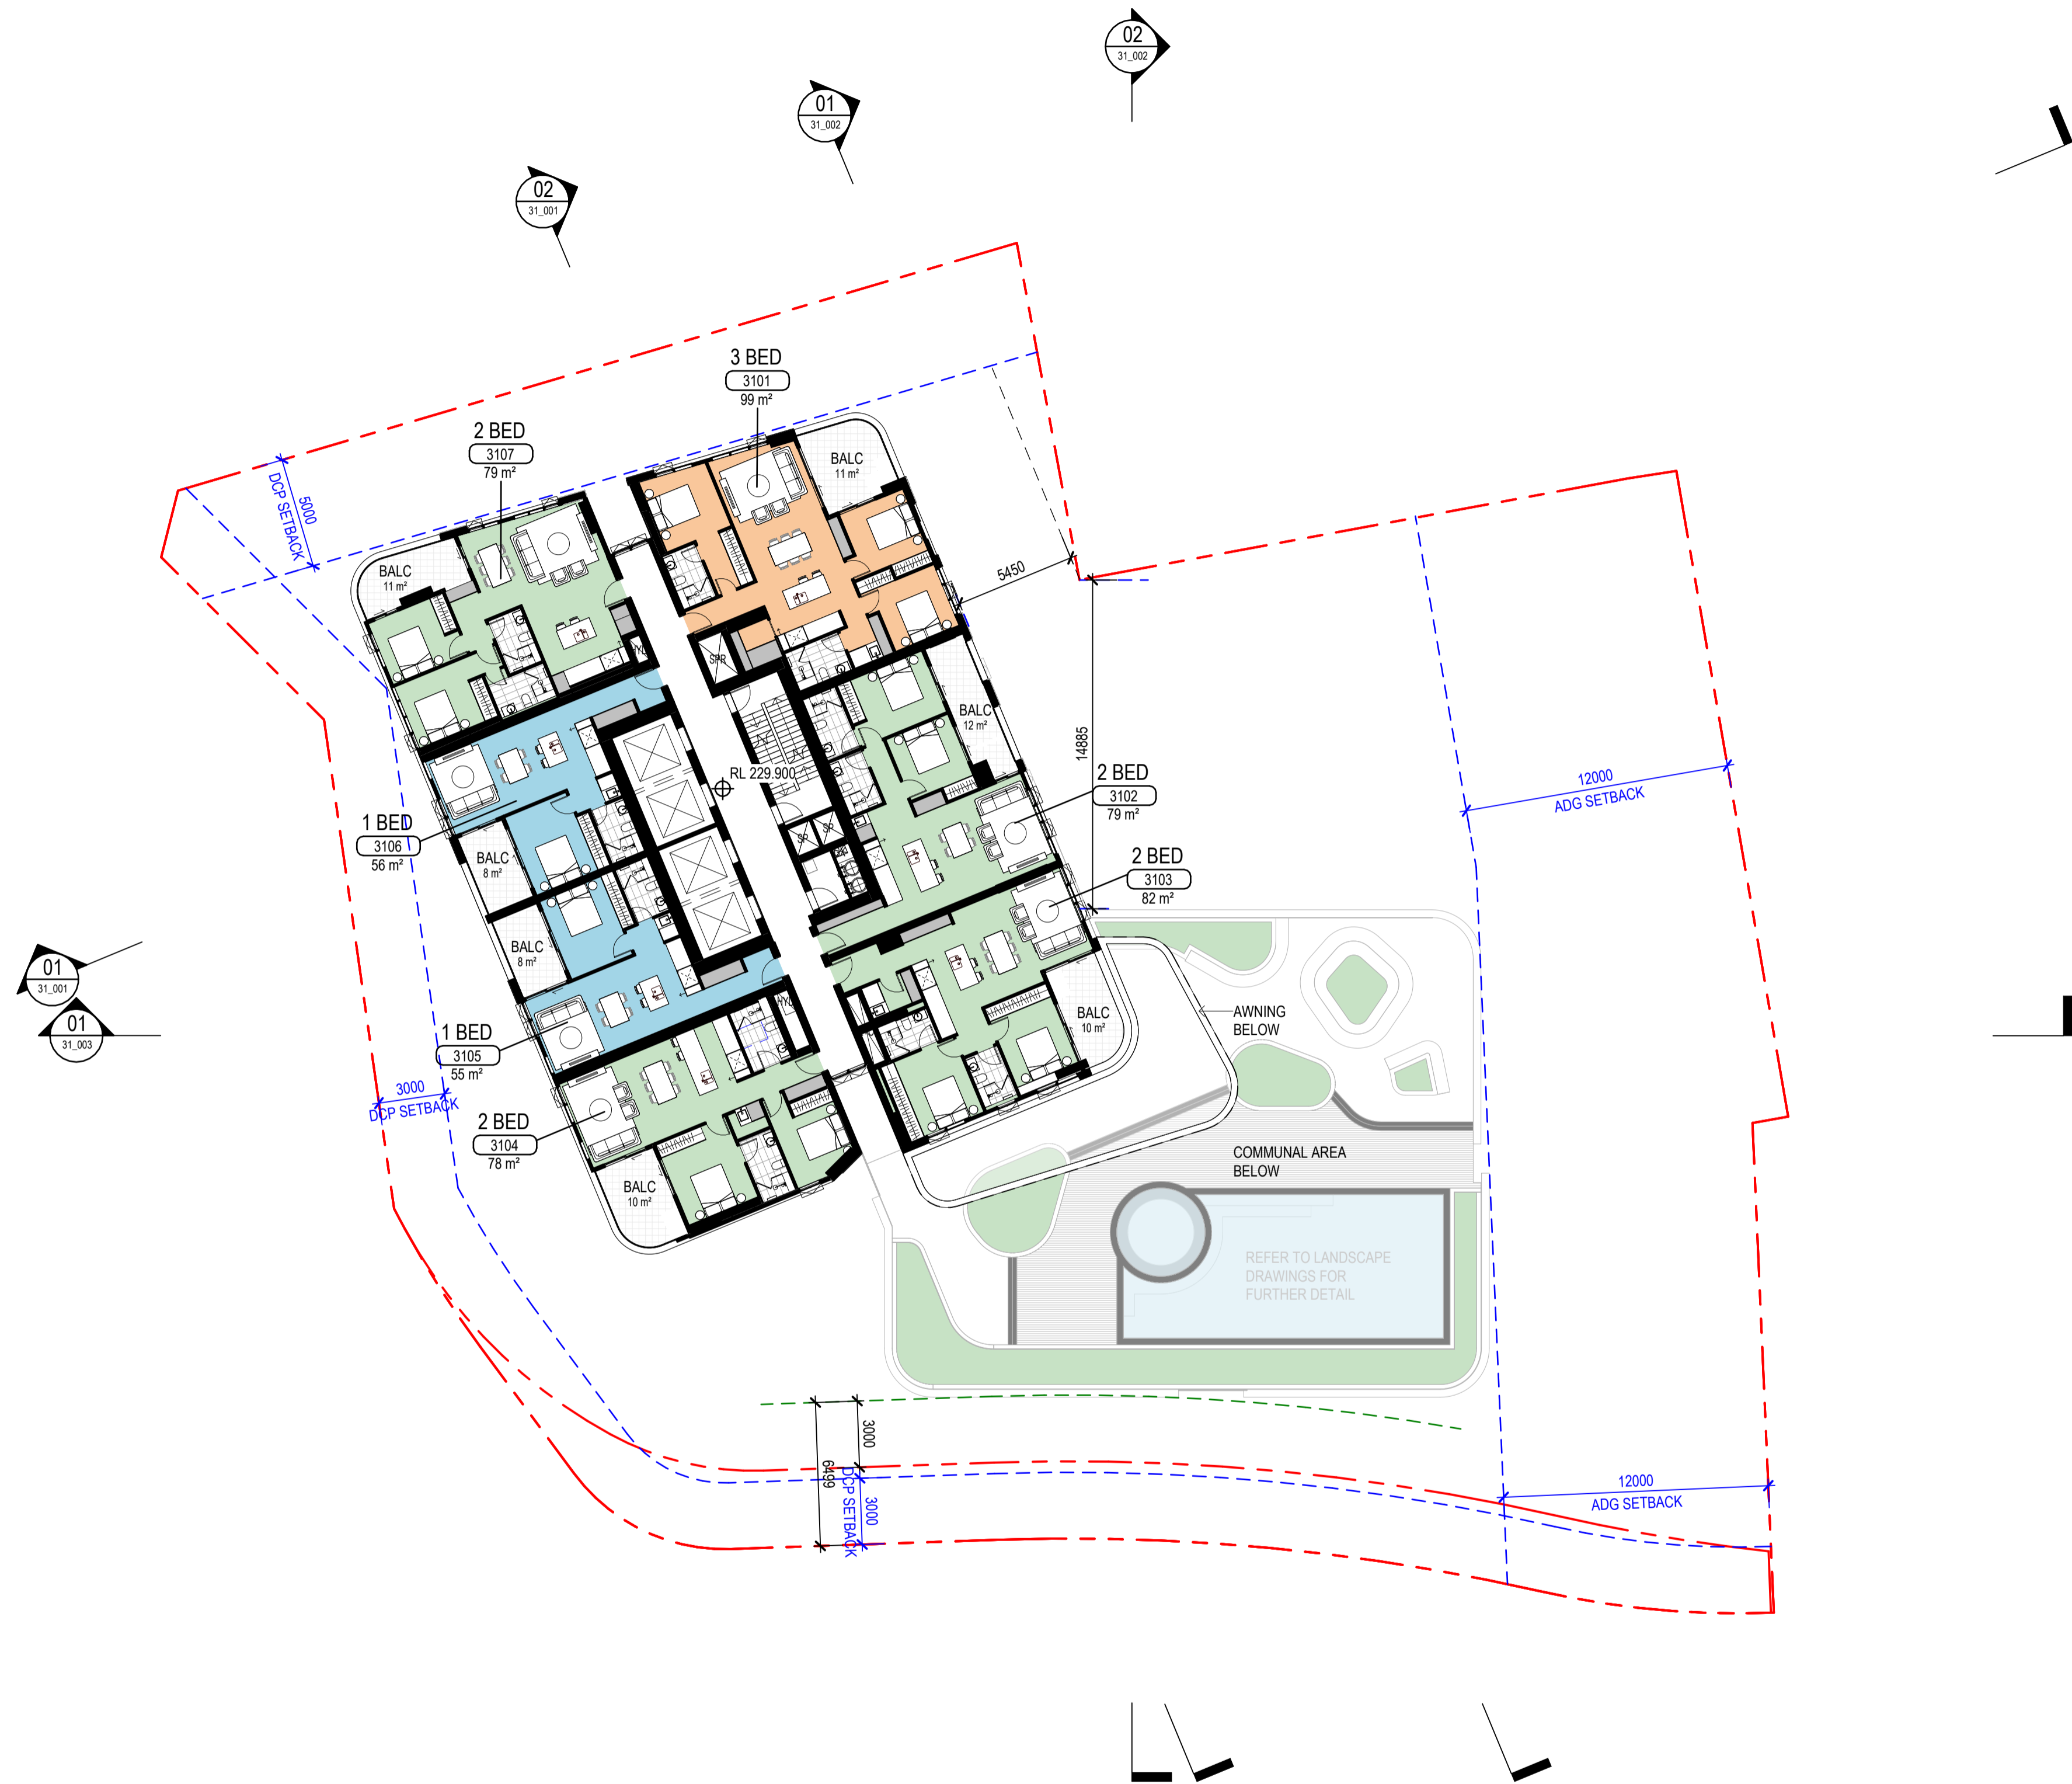 02
31_002
01
31_002
02
31_001
3 BED
3101
99 m²
2 BED
3107
79 m²
BALC
11 m²
5000
DCP SETBACK
BALC
11 m²
5450
HYD
SPR
BALC
12 m²
14885
RL 229.900
2 BED
3102
79 m²
12000
ADG SETBACK
1 BED
3106
56 m²
SP
SP
BALC
8 m²
2 BED
3103
82 m²
BALC
8 m²
01
31_001
01
31_003
HYD
BALC
10 m²
AWNING
BELOW
1 BED
3105
55 m²
3000
DCP SETBACK
2 BED
3104
78 m²
BALC
10 m²
COMMUNAL AREA
BELOW
REFER TO LANDSCAPE
DRAWINGS FOR
FURTHER DETAIL
3000
6499
DCP SETBACK
3000
12000
ADG SETBACK